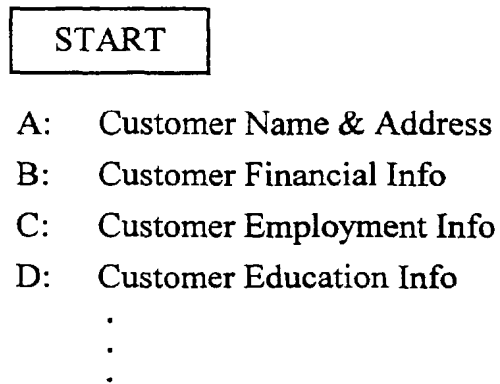 START
A: Customer Name & Address
B: Customer Financial Info
C: Customer Employment Info
D: Customer Education Info
.
.
.